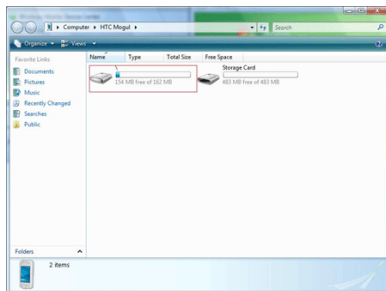 Computer ▸ HTC Mogul ▸
Search
Organize Views
Favorite Links
Name Type Total Size Free Space
Documents
Pictures
Music
Recently Changed
Searches
Public
\
154 MB free of 162 MB
Storage Card
483 MB free of 483 MB
Folders
2 items